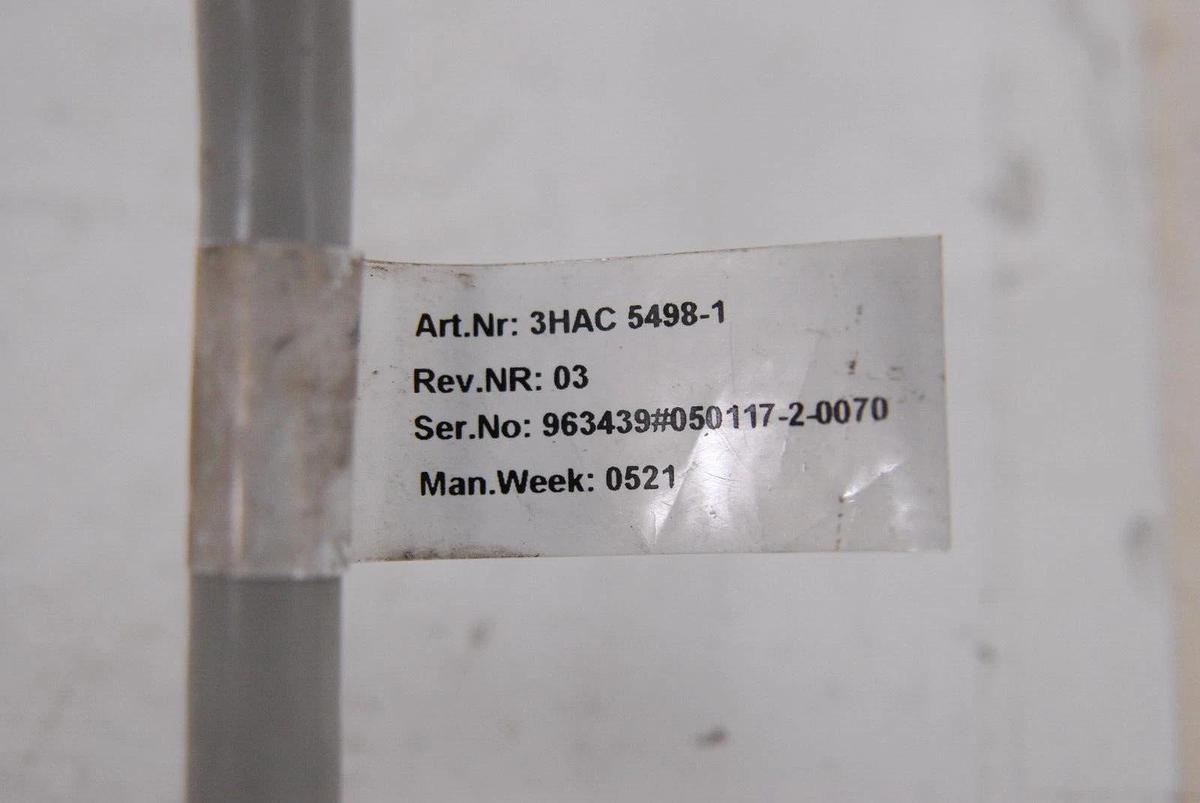 Art.Nr: 3HAC 5498-1
Rev.NR: 03
Ser.No: 963439#050117-2-0070
Man.Week: 0521